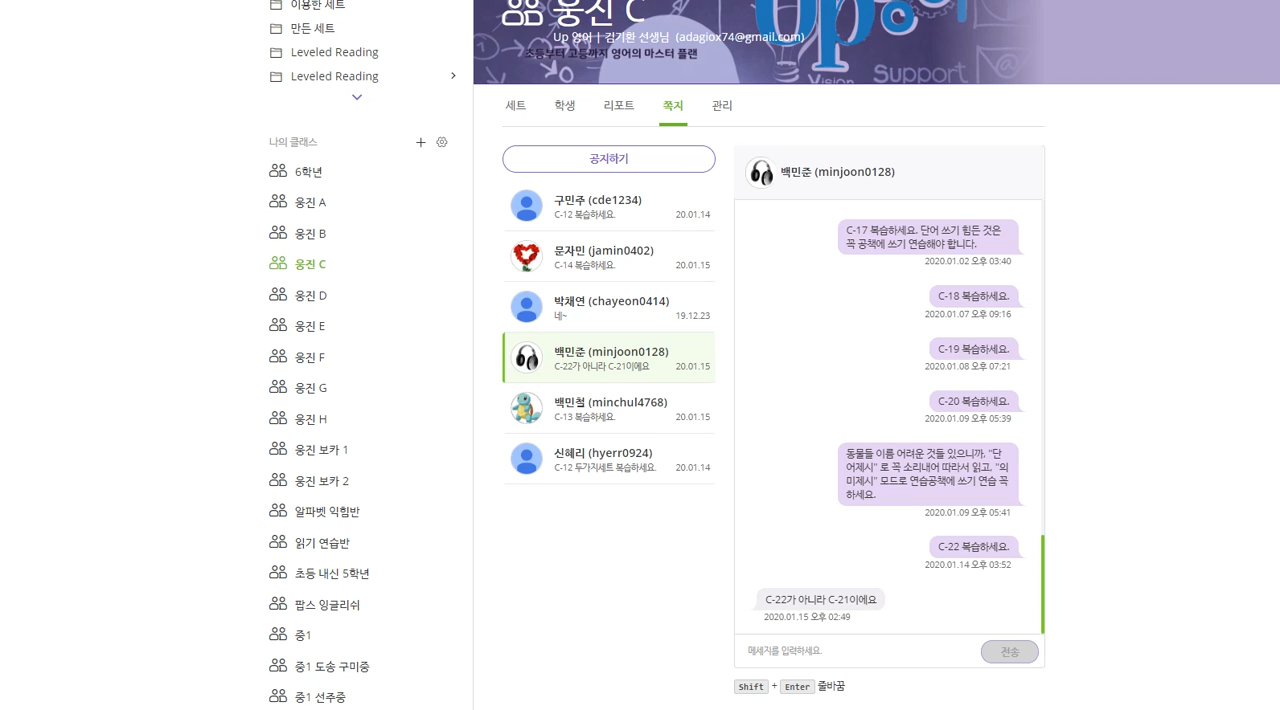 이용한 세트
만든 세트
Leveled Reading
Leveled Reading
나의 클래스
6학년
웅진 A
웅진 B
웅진 C
웅진 D
웅진 E
웅진 F
웅진 G
웅진 H
웅진 보카 1
웅진 보카 2
알파벳 익힘반
읽기 연습반
초등 내신 5학년
팝스 잉글리쉬
중1
중1 도송 구미중
중1 선주중
웅진 C
Up 영어 | 김기환 선생님 (adagiox74@gmail.com)
초등부터 고등까지 영어의 마스터 플랜
up
Vision
Support
세트 학생 리포트 쪽지 관리
공지하기
구민주 (cde1234)
C-12 복습하세요. 20.01.14
문자민 (jamin0402)
C-14 복습하세요. 20.01.15
박채연 (chayeon0414)
네~ 19.12.23
백민준 (minjoon0128)
C-22가 아니라 C-21이에요 20.01.15
백민철 (minchul4768)
C-13 복습하세요. 20.01.15
신혜리 (hyerr0924)
C-12 두가지세트 복습하세요. 20.01.14
백민준 (minjoon0128)
C-17 복습하세요. 단어 쓰기 힘든 것은
꼭 공책에 쓰기 연습해야 합니다.
2020.01.02 오후 03:40
C-18 복습하세요.
2020.01.07 오후 09:16
C-19 복습하세요.
2020.01.08 오후 07:21
C-20 복습하세요.
2020.01.09 오후 05:39
동물들 이름 어려운 것들 있으니까, "단
어제시" 로 꼭 소리내어 따라서 읽고, "의
미제시" 모드로 연습공책에 쓰기 연습 꼭
하세요.
2020.01.09 오후 05:41
C-22 복습하세요.
2020.01.14 오후 03:52
C-22가 아니라 C-21이에요
2020.01.15 오후 02:49
메세지를 입력하세요.
전송
Shift + Enter 줄바꿈